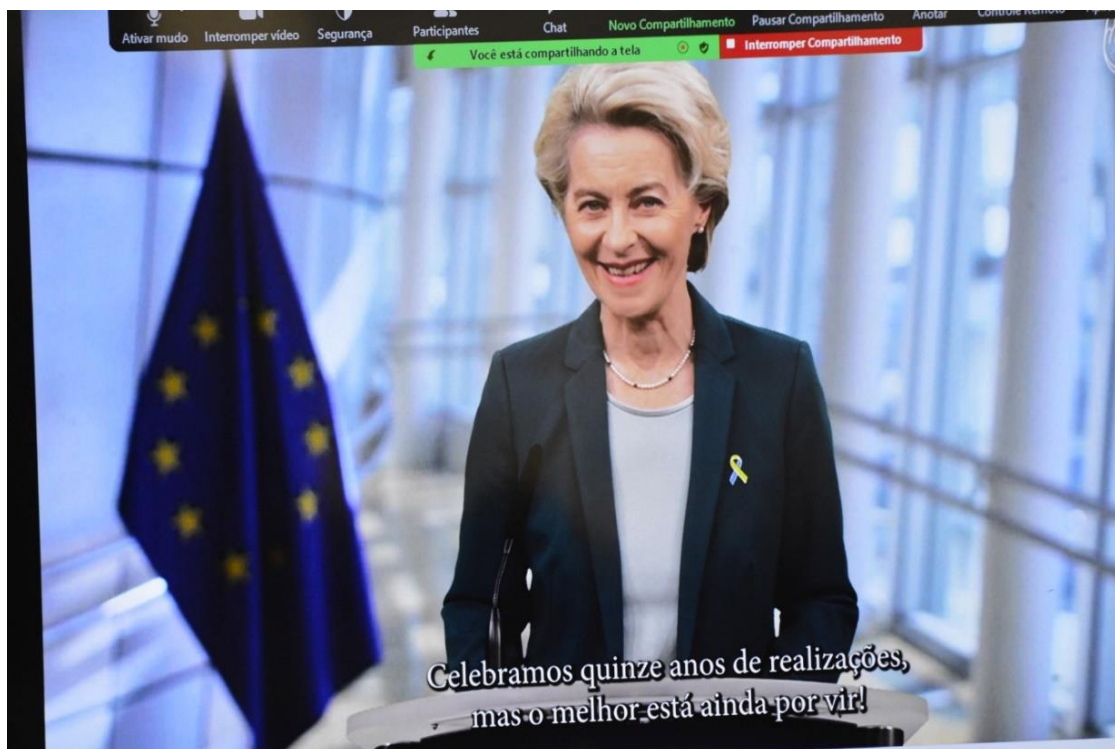 Ativar mudo Interromper vídeo Segurança Participantes Chat Novo Compartilhamento Pausar Compartilhamento Anotar Controle Remoto
Você está compartilhando a tela Interromper Compartilhamento
Celebramos quinze anos de realizações,
mas o melhor está ainda por vir!